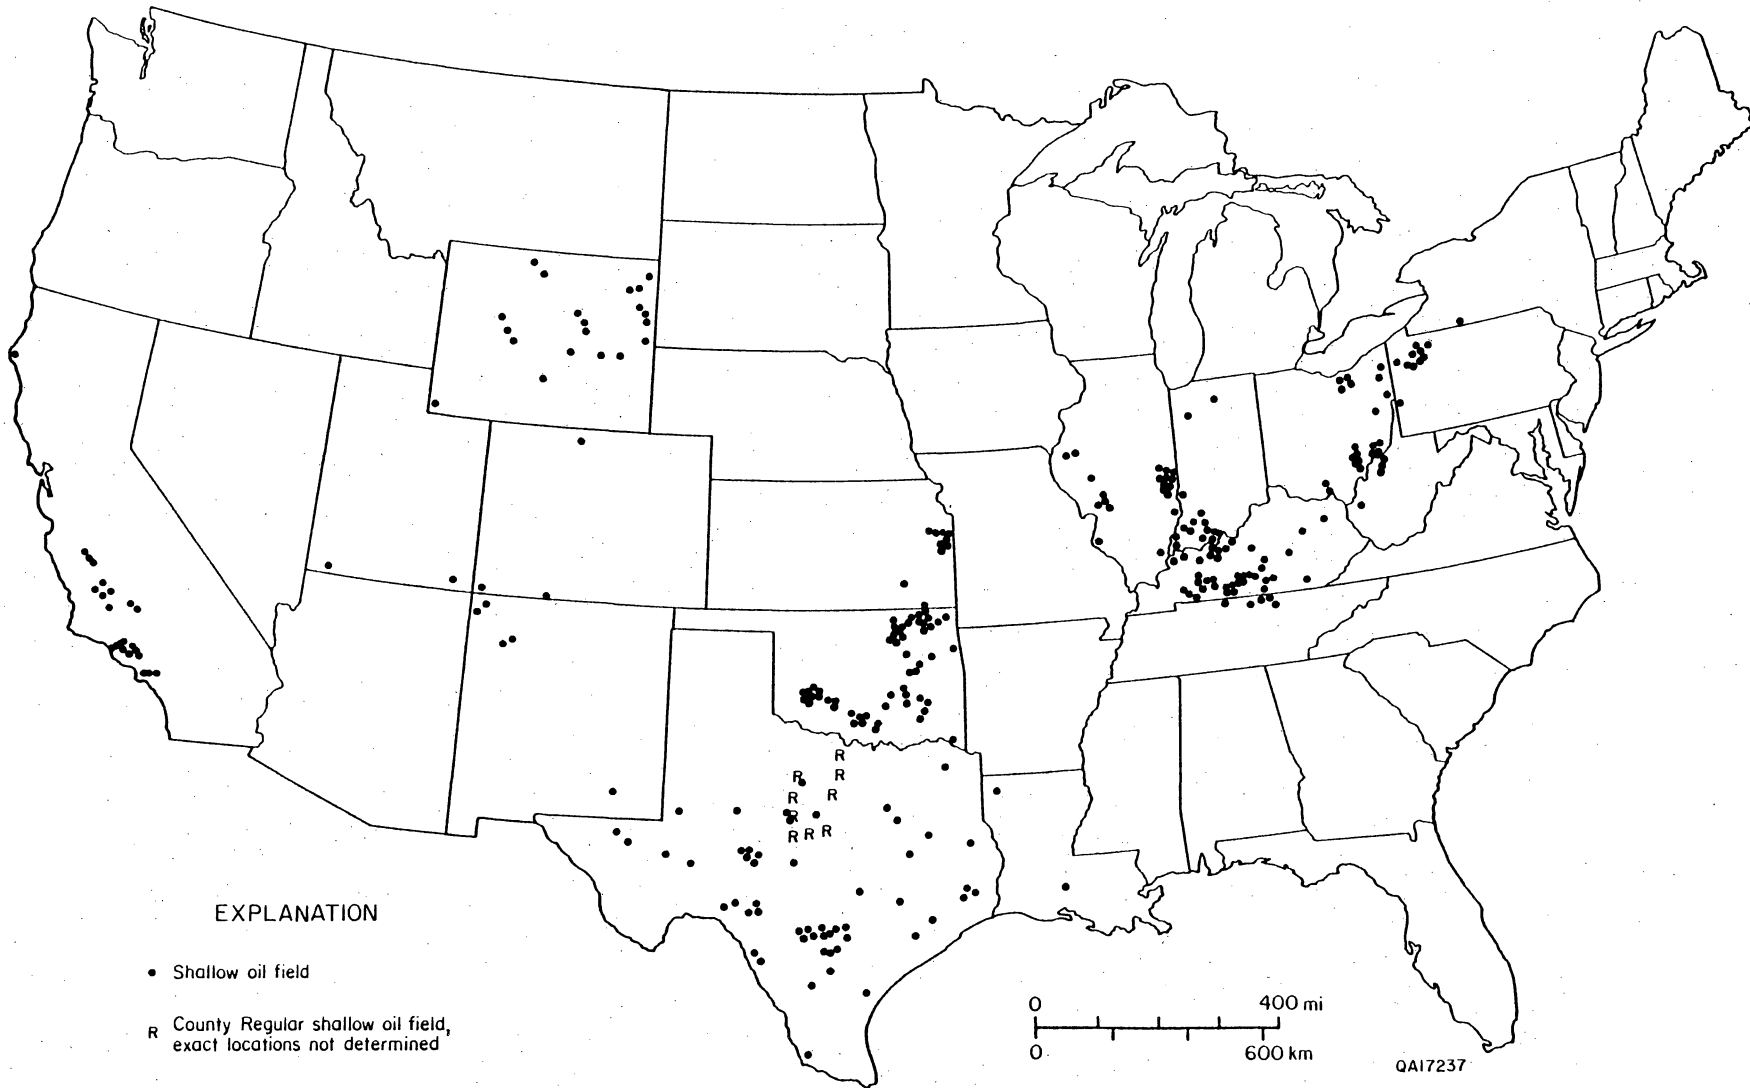 R
R
R
R
R
R
R
R
R
R
EXPLANATION
Shallow oil field
R County Regular shallow oil field,
exact locations not determined
0 400 mi
0 600 km
QA17237